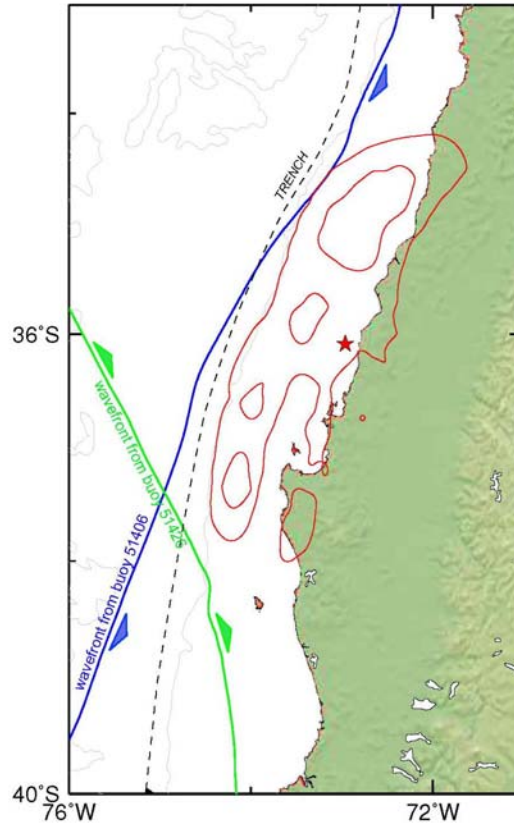 TRENCH
36°S
wavefront from buoy 51426
wavefront from buoy 51406
40°S
76°W
72°W